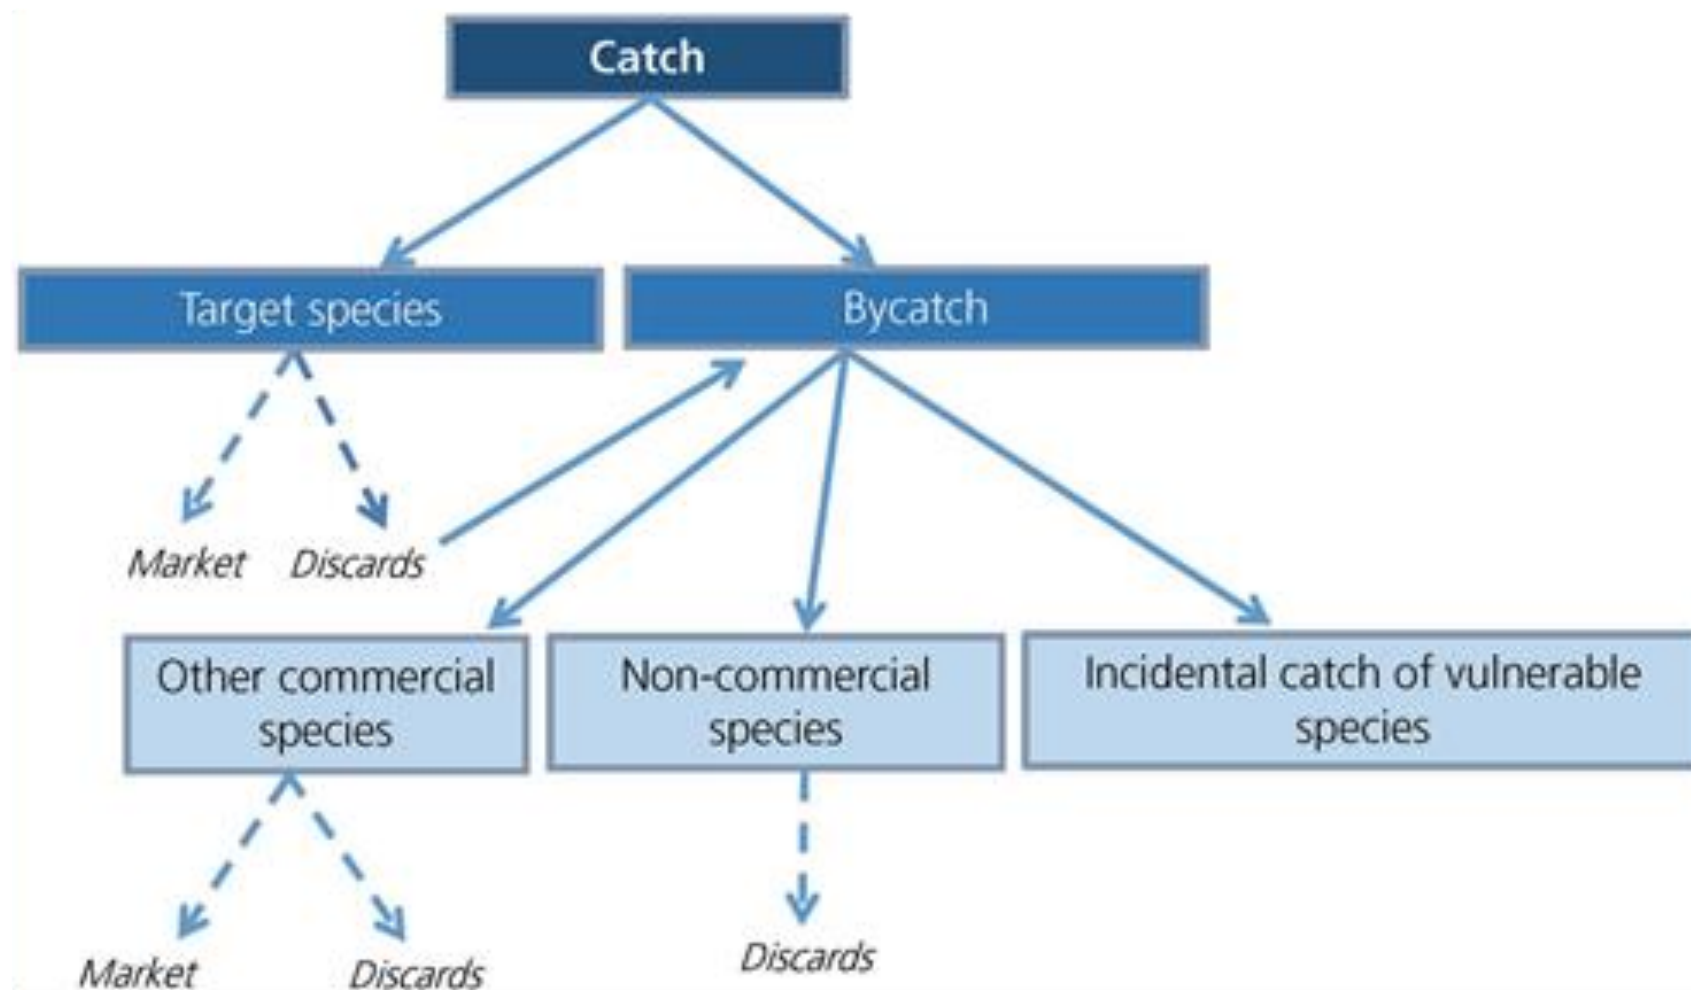 Catch
Target species
Bycatch
Market
Discards
Other commercial
species
Non-commercial
species
Incidental catch of vulnerable
species
Market
Discards
Discards